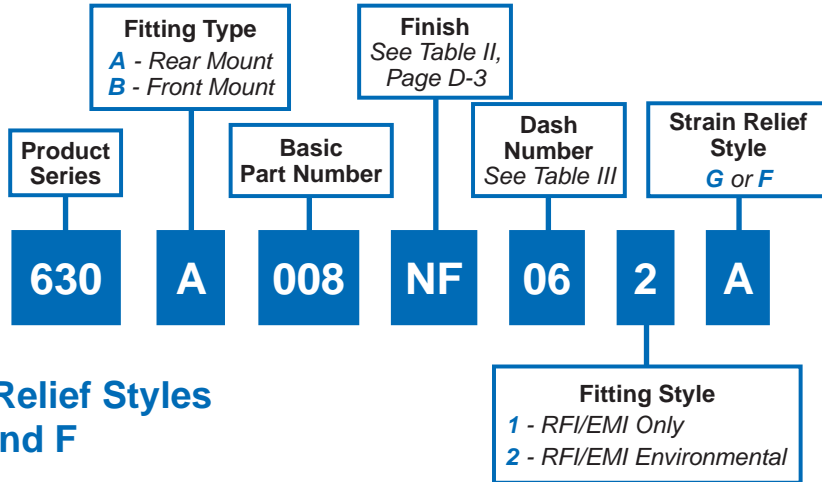 Fitting Type
A - Rear Mount
B - Front Mount
Finish
See Table II,
Page D-3
Product
Series
Basic
Part Number
Dash
Number
See Table III
Strain Relief
Style
G or F
630 A 008 NF 06 2 A
Relief Styles
nd F
Fitting Style
1 - RFI/EMI Only
2 - RFI/EMI Environmental